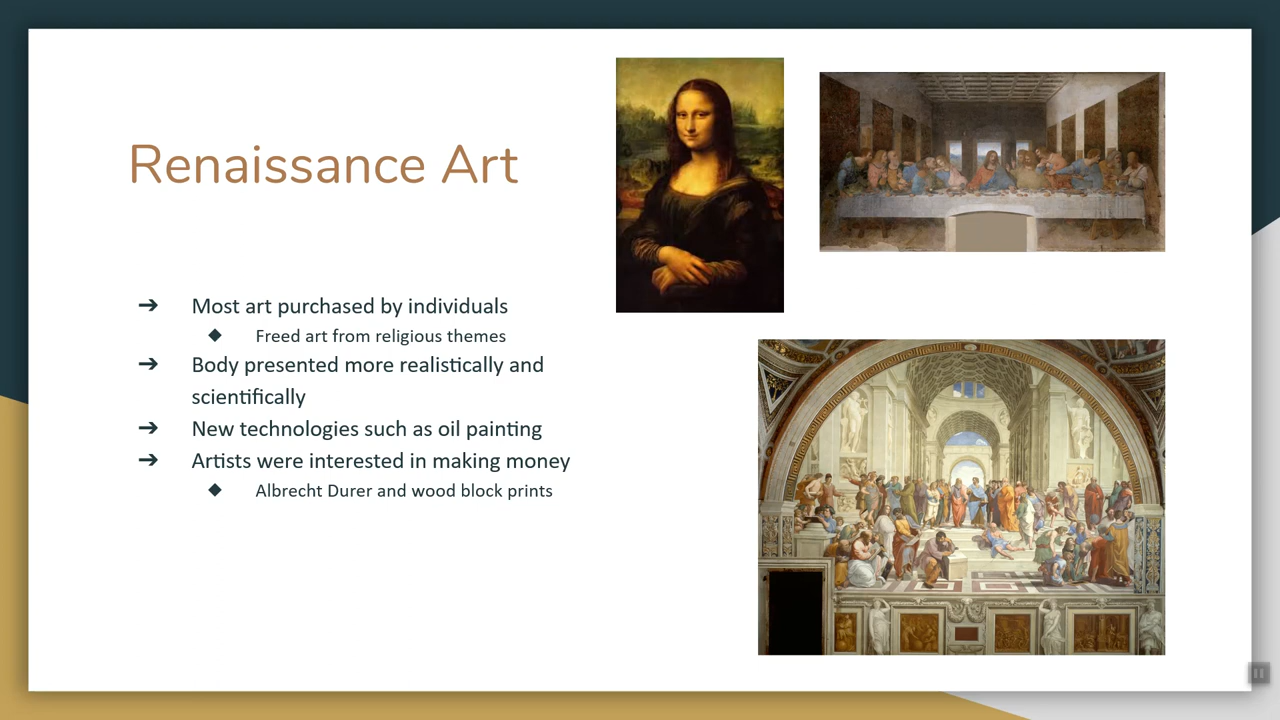 Renaissance Art
➔ Most art purchased by individuals
◆ Freed art from religious themes
➔ Body presented more realistically and
scientifically
➔ New technologies such as oil painting
➔ Artists were interested in making money
◆ Albrecht Durer and wood block prints